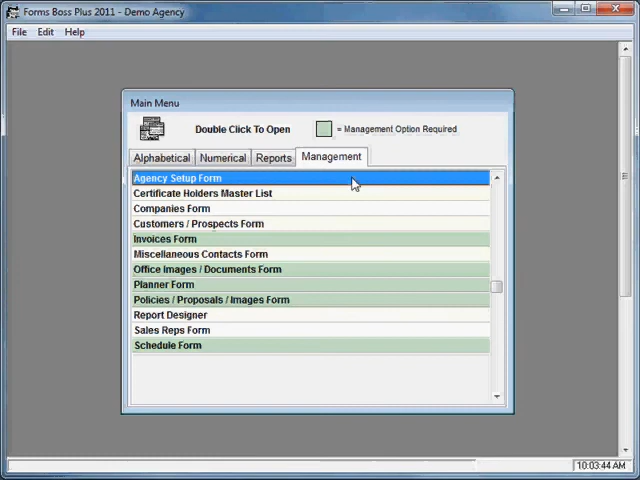 Forms Boss Plus 2011 - Demo Agency
File Edit Help
Main Menu
Double Click To Open = Management Option Required
Alphabetical Numerical Reports Management
Agency Setup Form
Certificate Holders Master List
Companies Form
Customers / Prospects Form
Invoices Form
Miscellaneous Contacts Form
Office Images / Documents Form
Planner Form
Policies / Proposals / Images Form
Report Designer
Sales Reps Form
Schedule Form
10:03:44 AM